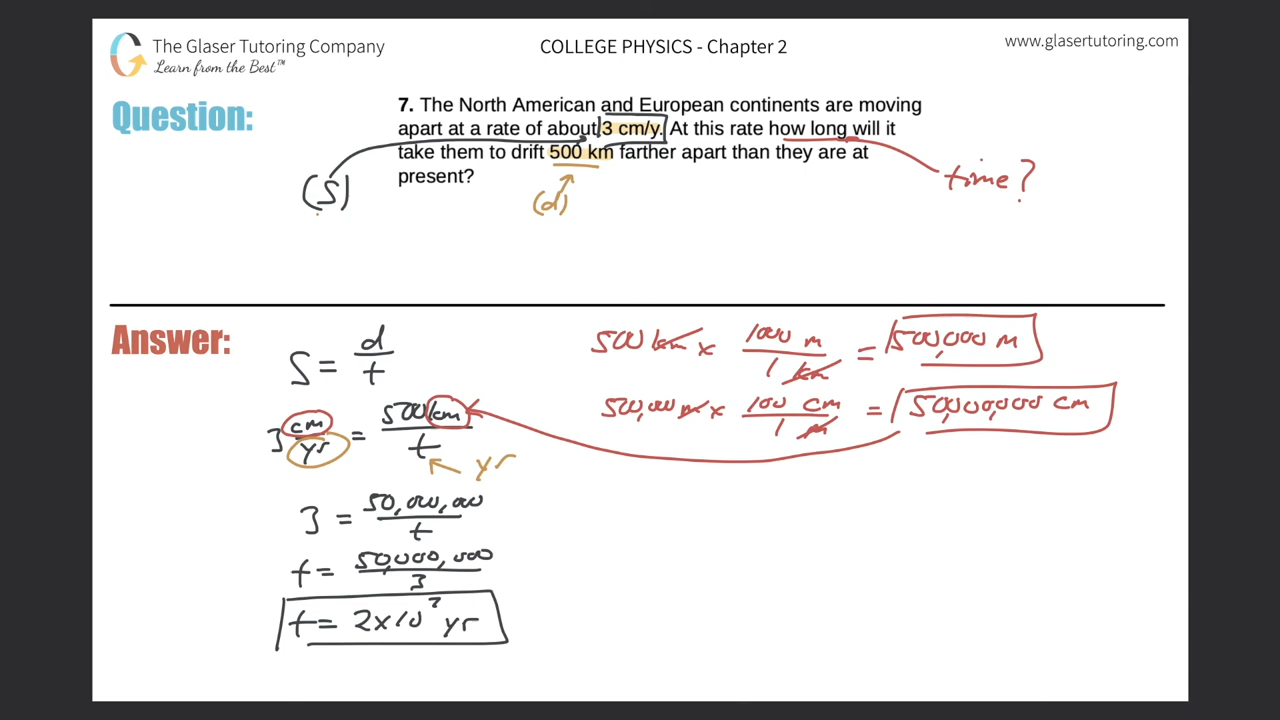 The Glaser Tutoring Company
Learn from the Best™
COLLEGE PHYSICS - Chapter 2
www.glasertutoring.com
Question:
7. The North American and European continents are moving
apart at a rate of about 3 cm/y. At this rate how long will it
take them to drift 500 km farther apart than they are at
present?
(S)
(d)
time?
Answer:
S = d/t
3 cm/yr = 500 km/t
yr
3 = 50,000,000/t
t = 50,000,000/3
t = 2x10^7 yr
500 km x 1000 m/1 km = 500,000 m
500,000 m x 100 cm/1 m = 50,000,000 cm